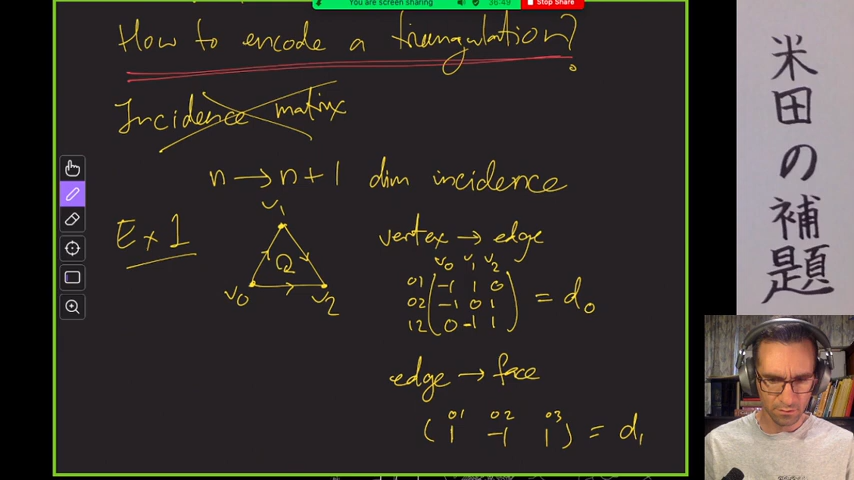 You are screen sharing 36:49 Stop Share
How to encode a triangulation?
Incidence matrix
n → n+1 dim incidence
Ex 1
v1
v0
v2
vertex → edge
v0 v1 v2
01 -1 1 0
02 -1 0 1 = d0
12 0 -1 1
edge → face
01 02 03
( 1 -1 1 ) = d1
米田の補題